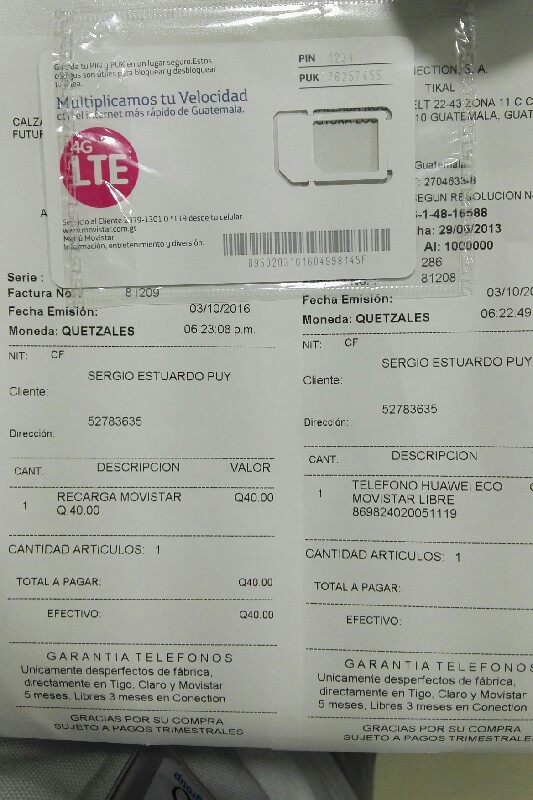 Guarda tu PIN y PUK en un lugar seguro. Estos
códigos son útiles para bloquear y desbloquear
tu línea.
PIN 1234
PUK 76257455
Multiplicamos tu Velocidad
con el internet más rápido de Guatemala.
4G
LTE
Servicio al Cliente
desde tu celular
www.movistar.com.gt
Menú Movistar
Información, entretenimiento y diversión.
CALZA
FUTUR
A
Serie :
Factura No. 81209
Fecha Emisión: 03/10/2016
Moneda: QUETZALES 06:23:08 p.m.
NIT: CF
SERGIO ESTUARDO PUY
Cliente:
52783635
Dirección:
CANT. DESCRIPCION VALOR
1 RECARGA MOVISTAR Q40.00
Q.40.00
CANTIDAD ARTICULOS: 1
TOTAL A PAGAR: Q40.00
EFECTIVO: Q40.00
GARANTIA TELEFONOS
Unicamente desperfectos de fábrica,
directamente en Tigo, Claro y Movistar
5 meses, Libres 3 meses en Conection
GRACIAS POR SU COMPRA
SUJETO A PAGOS TRIMESTRALES
NECTION, S. A.
TIKAL
ELT 22-43 ZONA 11 C C
10 GUATEMALA, GUAT
Guatemala
: 2704633-8
SEGUN RESOLUCION N
-1-48-16588
ha: 29/05/2013
Al: 1000000
286
81208
Fecha Emisión: 03/10/20
Moneda: QUETZALES 06:22:49
NIT: CF
SERGIO ESTUARDO PUY
Cliente:
52783635
Dirección:
CANT. DESCRIPCION
1 TELEFONO HUAWEI ECO
MOVISTAR LIBRE
869824020051119
CANTIDAD ARTICULOS: 1
TOTAL A PAGAR:
EFECTIVO:
GARANTIA TELEFONOS
Unicamente desperfectos de fábrica,
directamente en Tigo, Claro y Movistar
5 meses, Libres 3 meses en Conection
GRACIAS POR SU COMPRA
SUJETO A PAGOS TRIMESTRALES